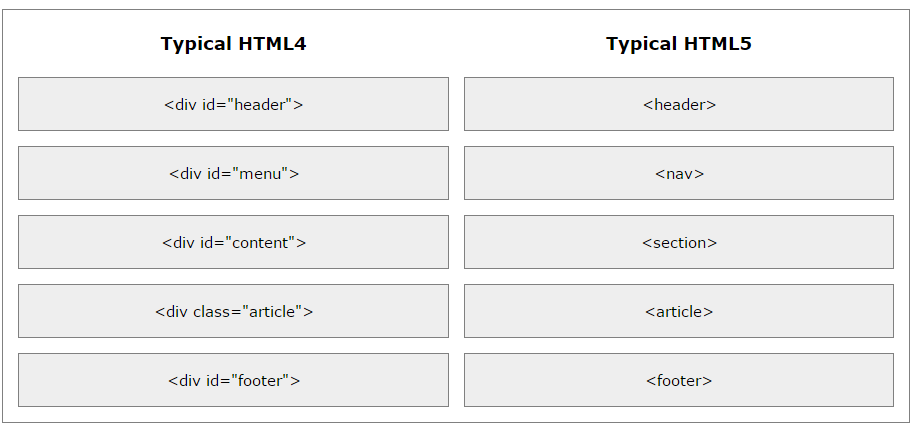 Typical HTML4
Typical HTML5
<div id="header">
<header>
<div id="menu">
<nav>
<div id="content">
<section>
<div class="article">
<article>
<div id="footer">
<footer>